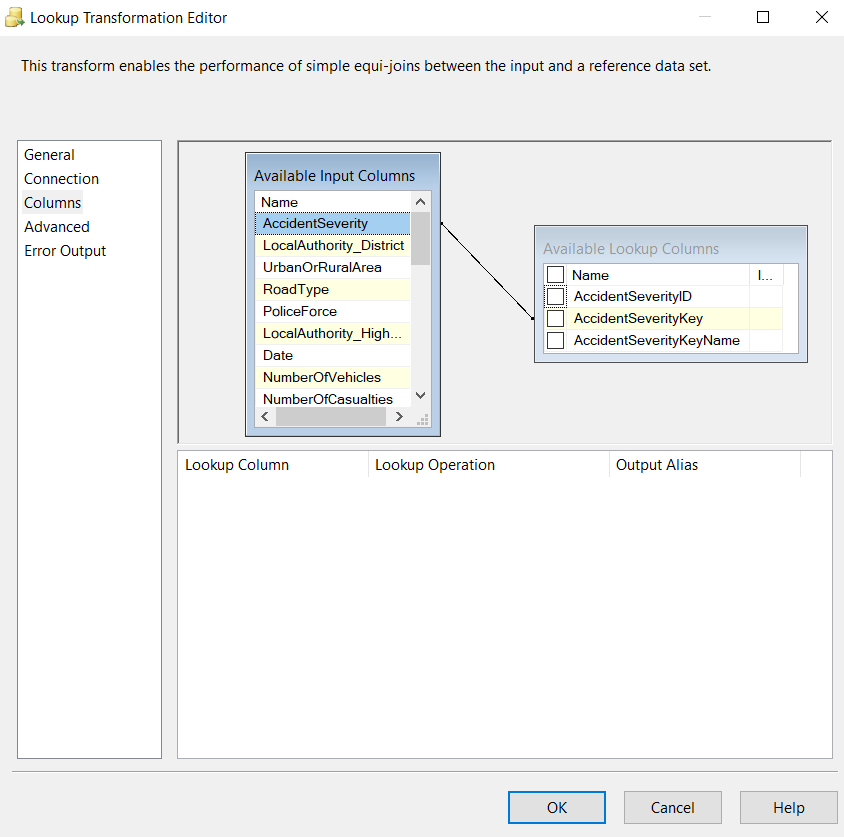 Lookup Transformation Editor
This transform enables the performance of simple equi-joins between the input and a reference data set.
General
Connection
Columns
Advanced
Error Output
Available Input Columns
Name
AccidentSeverity
LocalAuthority_District
UrbanOrRuralArea
RoadType
PoliceForce
LocalAuthority_High...
Date
NumberOfVehicles
NumberOfCasualties
Available Lookup Columns
Name I...
AccidentSeverityID
AccidentSeverityKey
AccidentSeverityKeyName
Lookup Column Lookup Operation Output Alias
OK Cancel Help